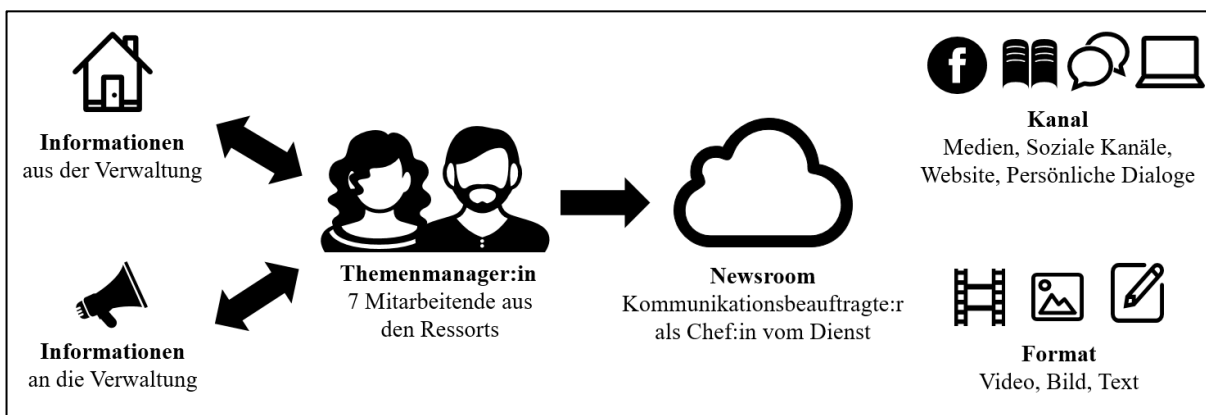 Informationen
aus der Verwaltung
Informationen
an die Verwaltung
Themenmanager:in
7 Mitarbeitende aus
den Ressorts
Newsroom
Kommunikationsbeauftragte:r
als Chef:in vom Dienst
Kanal
Medien, Soziale Kanäle,
Website, Persönliche Dialoge
Format
Video, Bild, Text